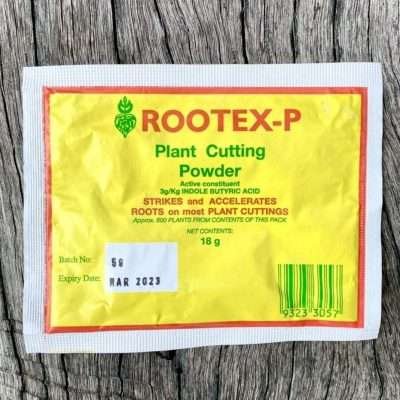 ROOTEX-P
Plant Cutting
Powder
Active constituent
3g/Kg INDOLE BUTYRIC ACID
STRIKES and ACCELERATES
ROOTS on most PLANT CUTTINGS
Approx. 800 PLANTS FROM CONTENTS OF THIS PACK
NET CONTENTS:
18 g
Batch No: 59
Expiry Date: MAR 2023
9323 3057